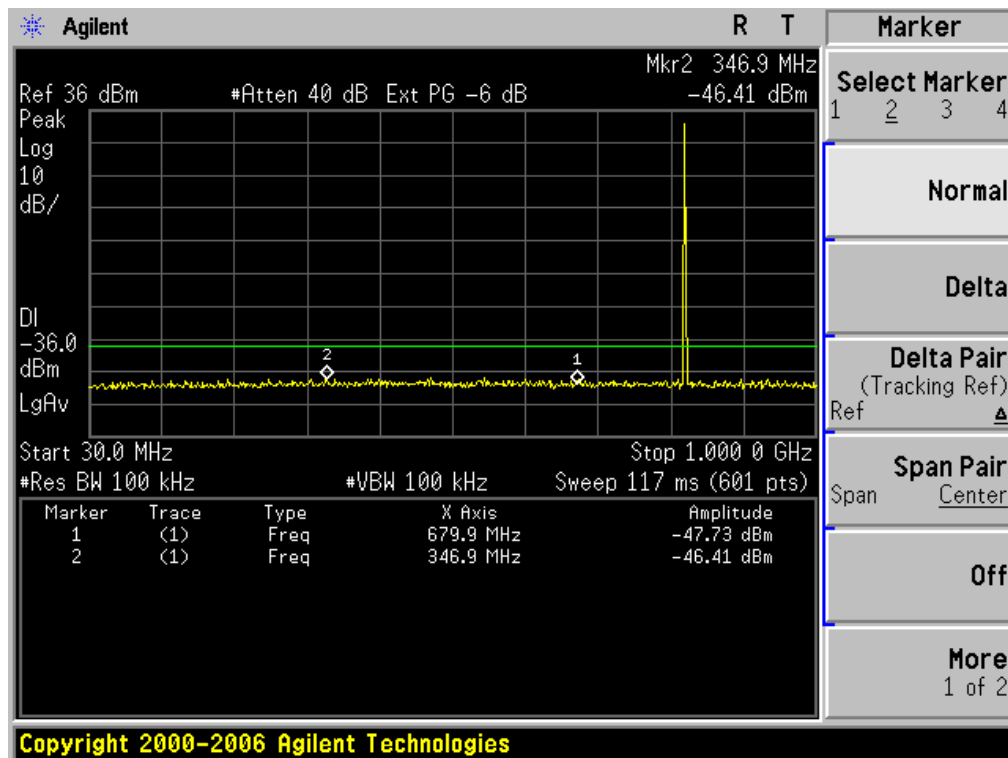 Agilent R T
Mkr2 346.9 MHz
Ref 36 dBm #Atten 40 dB Ext PG -6 dB -46.41 dBm
Peak
Log
10
dB/
DI
-36.0
dBm
LgAv
2
1
Start 30.0 MHz Stop 1.000 0 GHz
#Res BW 100 kHz #VBW 100 kHz Sweep 117 ms (601 pts)
Marker Trace Type X Axis Amplitude
1 (1) Freq 679.9 MHz -47.73 dBm
2 (1) Freq 346.9 MHz -46.41 dBm
Copyright 2000-2006 Agilent Technologies
Marker
Select Marker
1 2 3 4
Normal
Delta
Delta Pair
(Tracking Ref)
Ref Δ
Span Pair
Span Center
Off
More
1 of 2